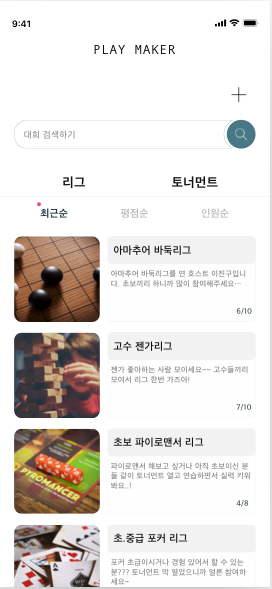 9:41
PLAY MAKER
대회 검색하기
리그 토너먼트
최근순 평점순 인원순
아마추어 바둑리그
아마추어 바둑리그를 연 호스트 이진구입니
다. 초보끼리 하니까 많이 참여해주세요…
6/10
고수 젠가리그
젠가 좋아하는 사람 모이세요~~ 고수들끼리
모여서 리그 한번 가즈아!
7/10
초보 파이로맨서 리그
파이로맨서 해보고 싶거나 아직 초보이신 분
들 같이 토너먼트 열고 연습하면서 실력 키워
봐요..!
PYROMANCER
4/8
초.중급 포커 리그
포커 초급이시거나 경험 있어서 할 수 있는
분??? 토너먼트 막 열었으니까 얼른 참여하
세요~